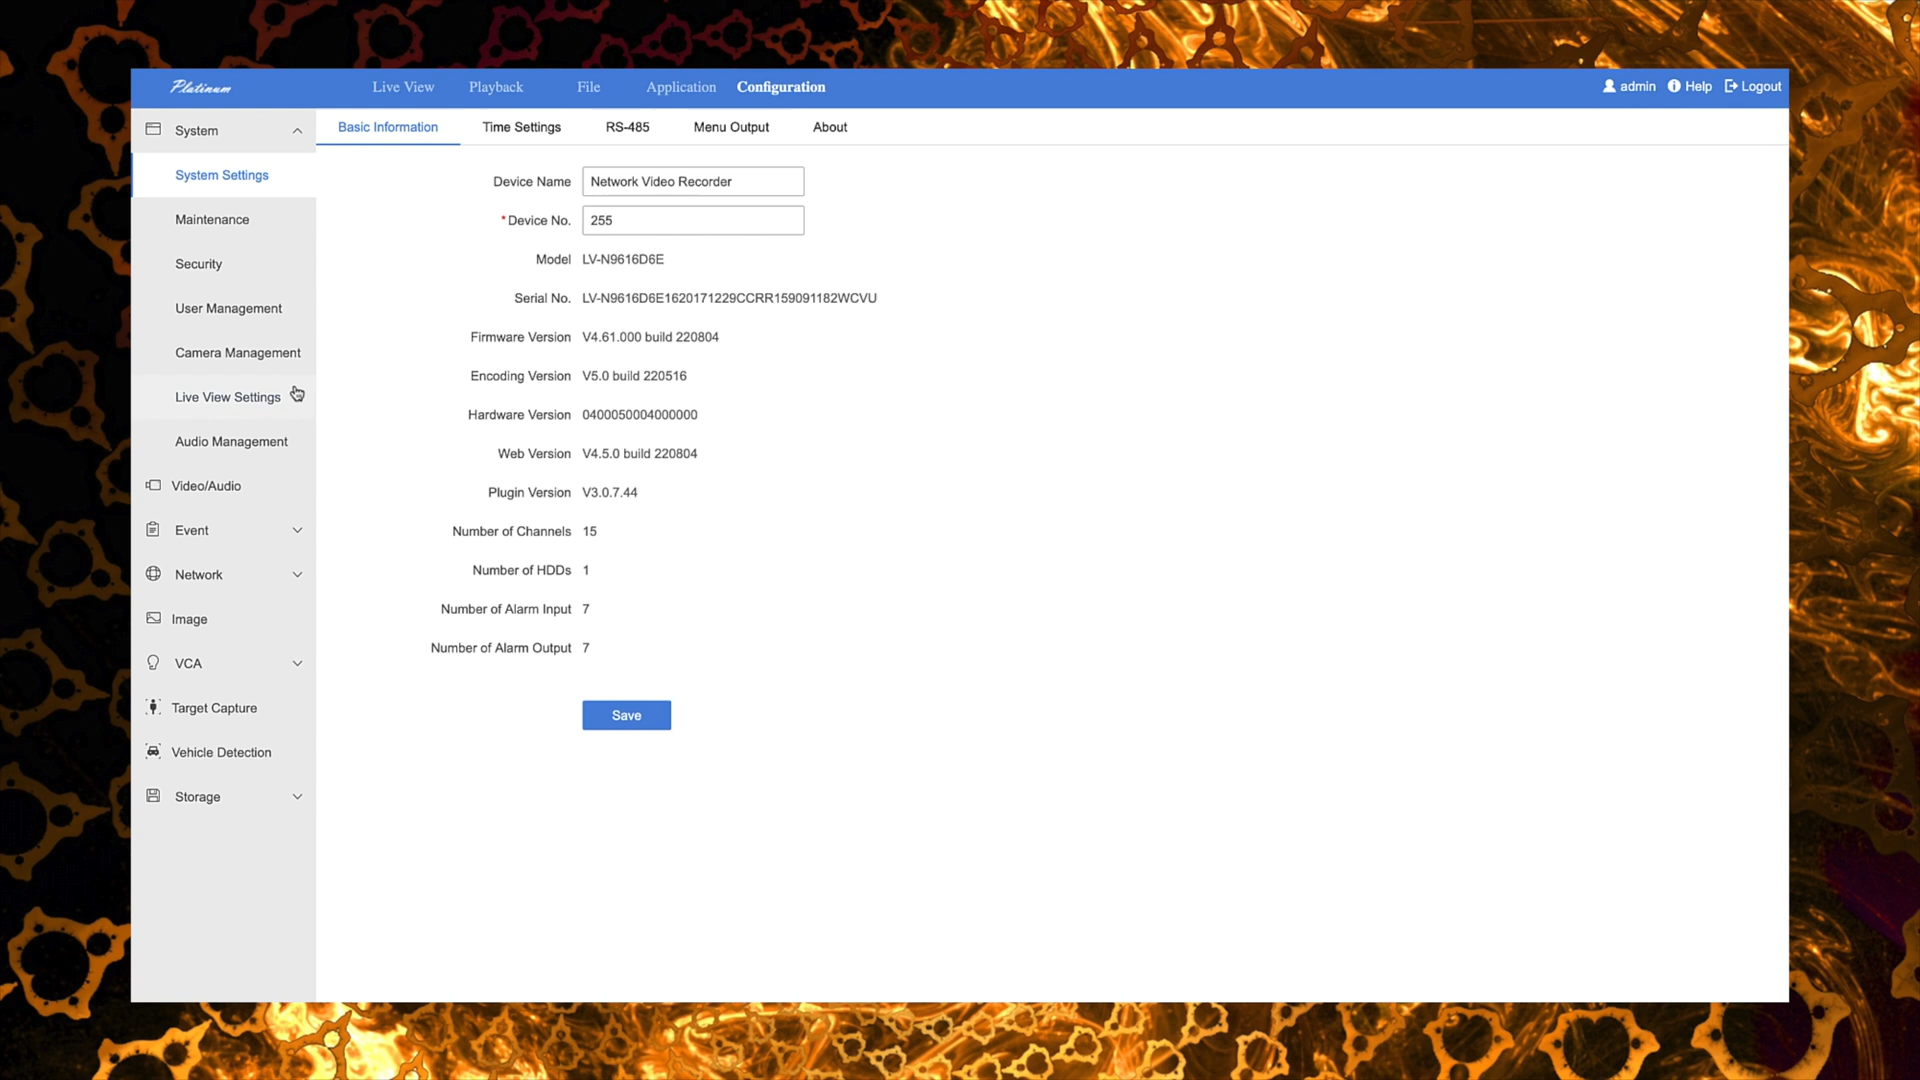 Platinum
Live View
Playback
File
Application
Configuration
admin
Help
Logout
System
System Settings
Maintenance
Security
User Management
Camera Management
Live View Settings
Audio Management
Video/Audio
Event
Network
Image
VCA
Target Capture
Vehicle Detection
Storage
Basic Information
Time Settings
RS-485
Menu Output
About
Device Name Network Video Recorder
*Device No. 255
Model LV-N9616D6E
Serial No. LV-N9616D6E1620171229CCRR159091182WCVU
Firmware Version V4.61.000 build 220804
Encoding Version V5.0 build 220516
Hardware Version 0400050004000000
Web Version V4.5.0 build 220804
Plugin Version V3.0.7.44
Number of Channels 15
Number of HDDs 1
Number of Alarm Input 7
Number of Alarm Output 7
Save